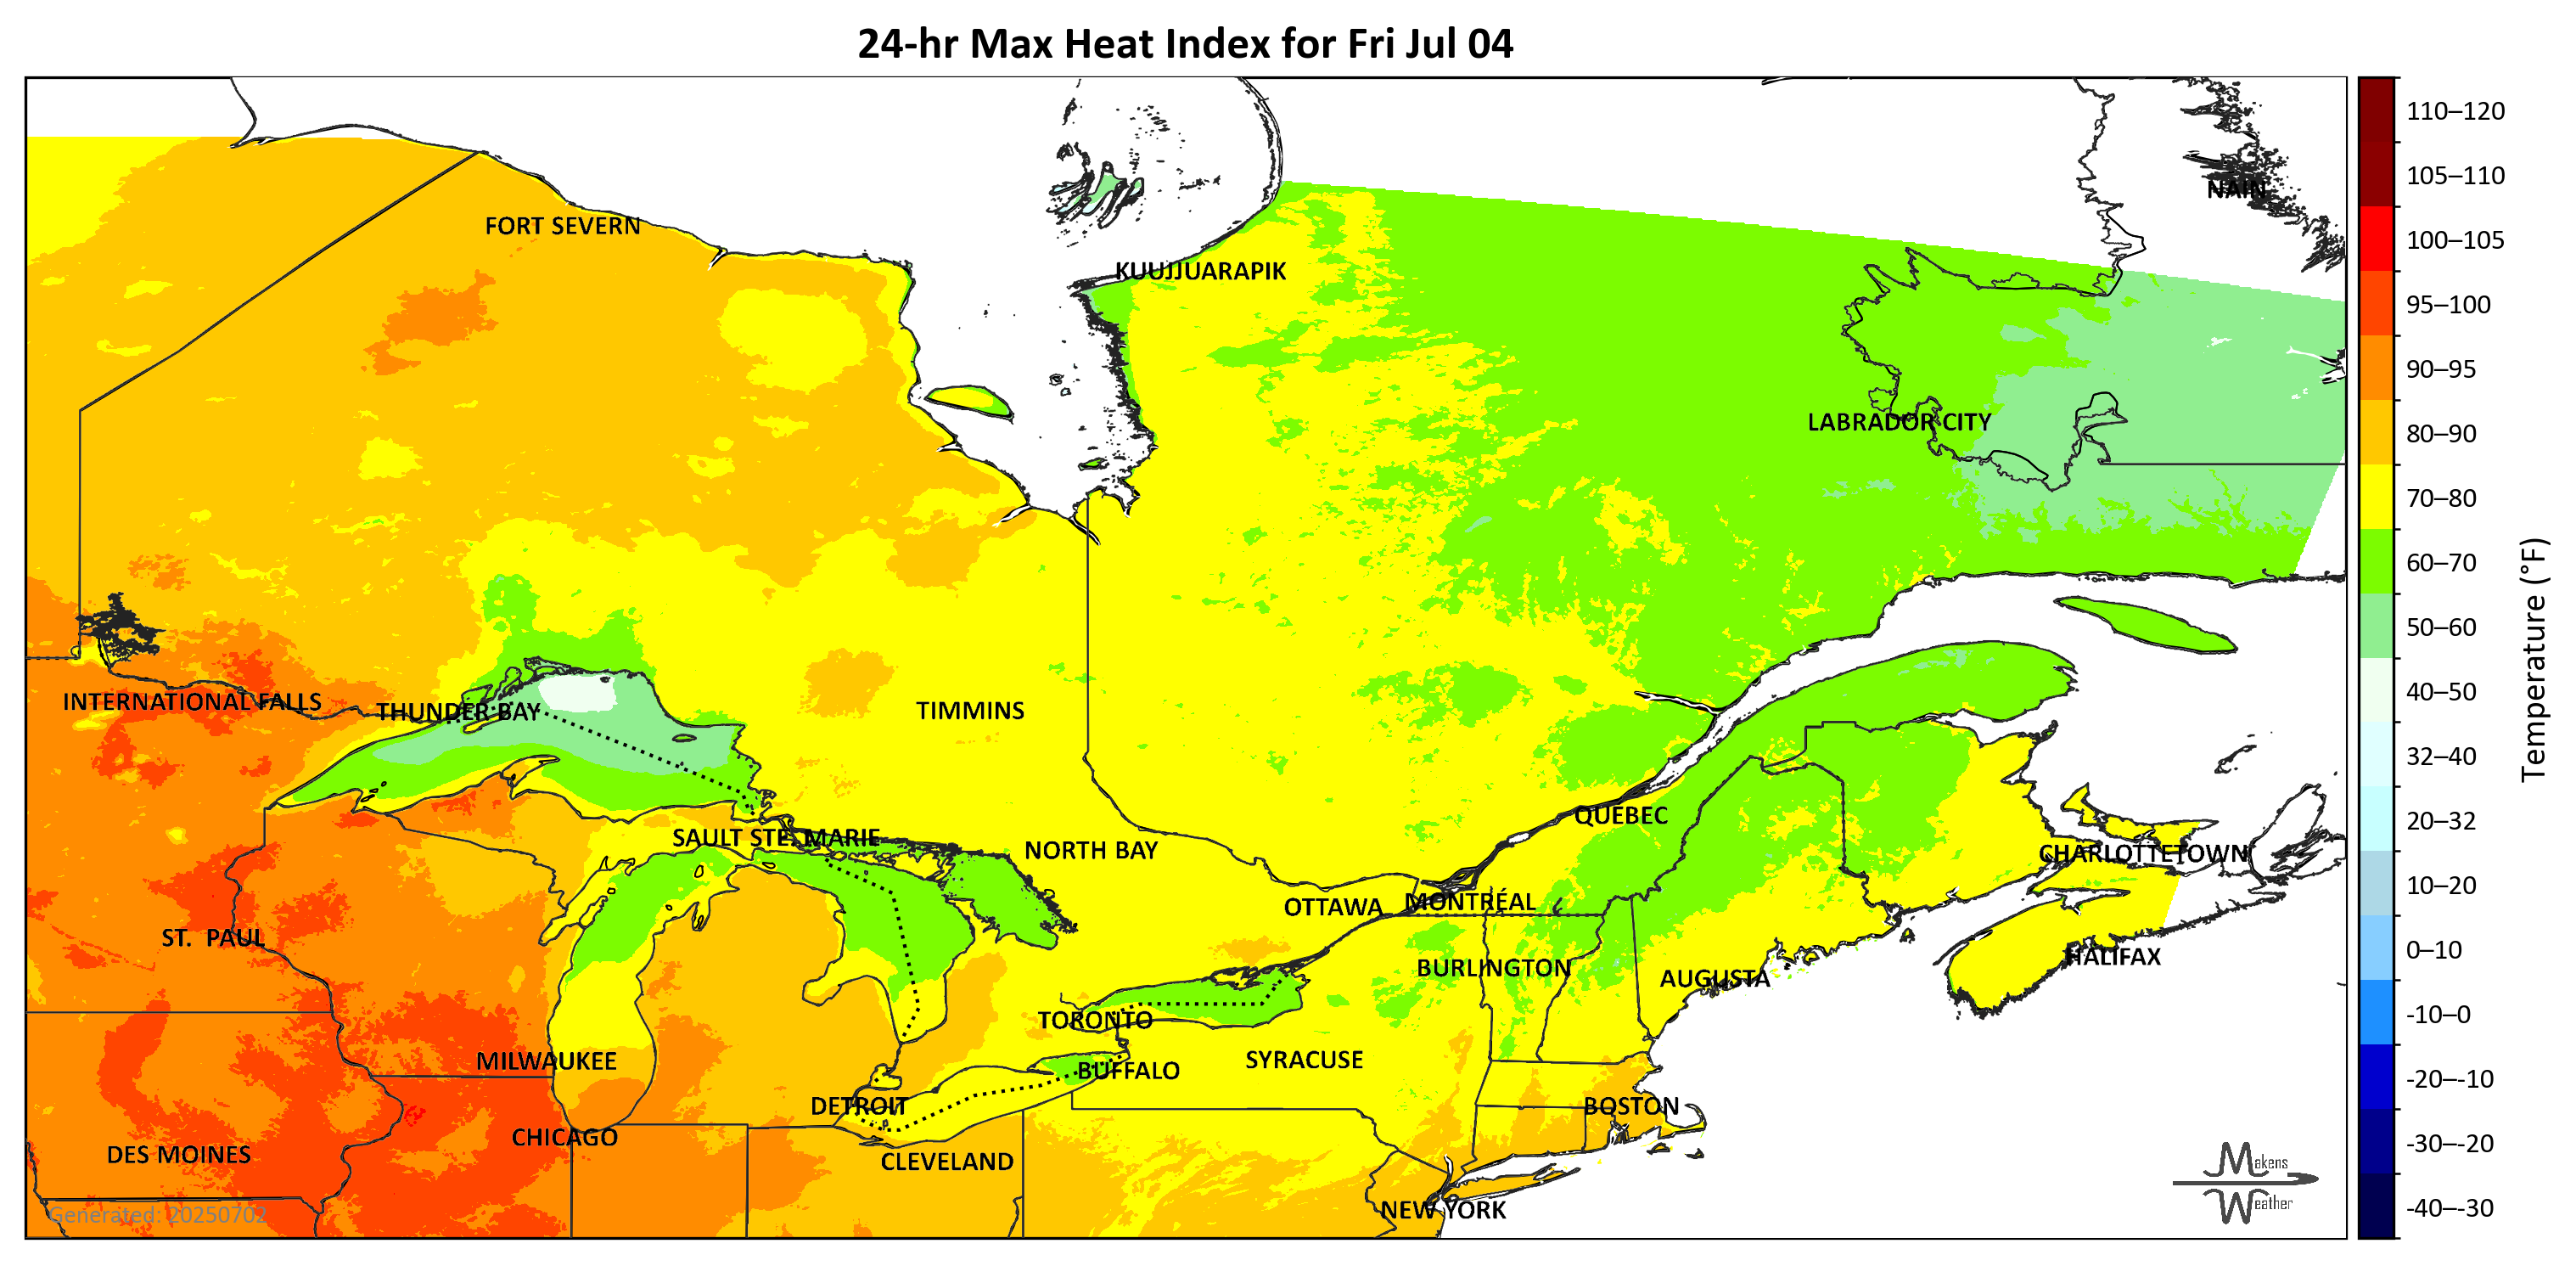 24-hr Max Heat Index for Fri Jul 04
110–120
105–110
NAIN
FORT SEVERN
100–105
KUUJJUARAPIK
95–100
90–95
LABRADOR CITY
80–90
70–80
60–70
50–60
Temperature (°F)
40–50
INTERNATIONAL FALLS
THUNDER BAY
TIMMINS
32–40
QUEBEC
20–32
SAULT STE. MARIE
NORTH BAY
CHARLOTTETOWN
10–20
OTTAWA
MONTRÉAL
ST. PAUL
0–10
HALIFAX
BURLINGTON
AUGUSTA
-10–0
TORONTO
MILWAUKEE
SYRACUSE
BUFFALO
-20–-10
DETROIT
BOSTON
CHICAGO
-30–-20
DES MOINES
CLEVELAND
Makens
Weather
NEW YORK
-40–-30
Generated: 20250702